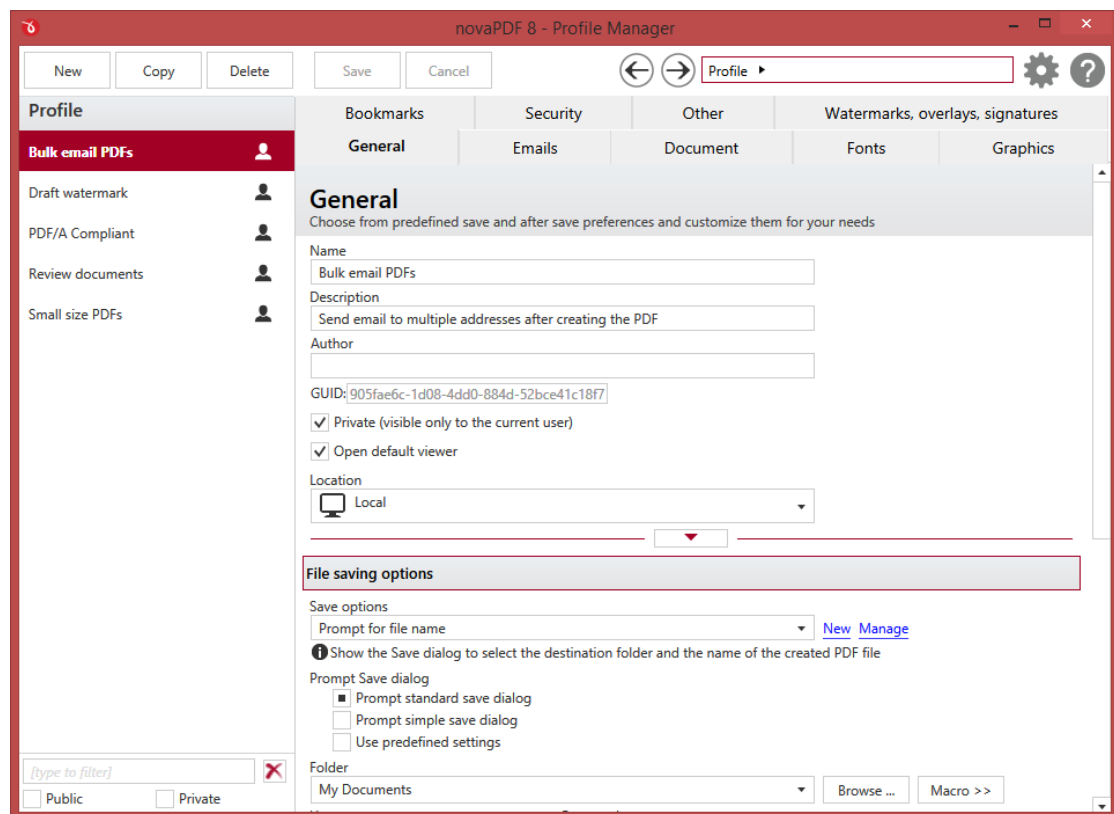 novaPDF 8 - Profile Manager
New Copy Delete Save Cancel Profile
Profile
Bulk email PDFs
Draft watermark
PDF/A Compliant
Review documents
Small size PDFs
[type to filter]
Public Private
Bookmarks Security Other Watermarks, overlays, signatures
General Emails Document Fonts Graphics
General
Choose from predefined save and after save preferences and customize them for your needs
Name
Bulk email PDFs
Description
Send email to multiple addresses after creating the PDF
Author
GUID: 905fae6c-1d08-4dd0-884d-52bce41c18f7
Private (visible only to the current user)
Open default viewer
Location
Local
File saving options
Save options
Prompt for file name New Manage
Show the Save dialog to select the destination folder and the name of the created PDF file
Prompt Save dialog
Prompt standard save dialog
Prompt simple save dialog
Use predefined settings
Folder
My Documents Browse ... Macro >>